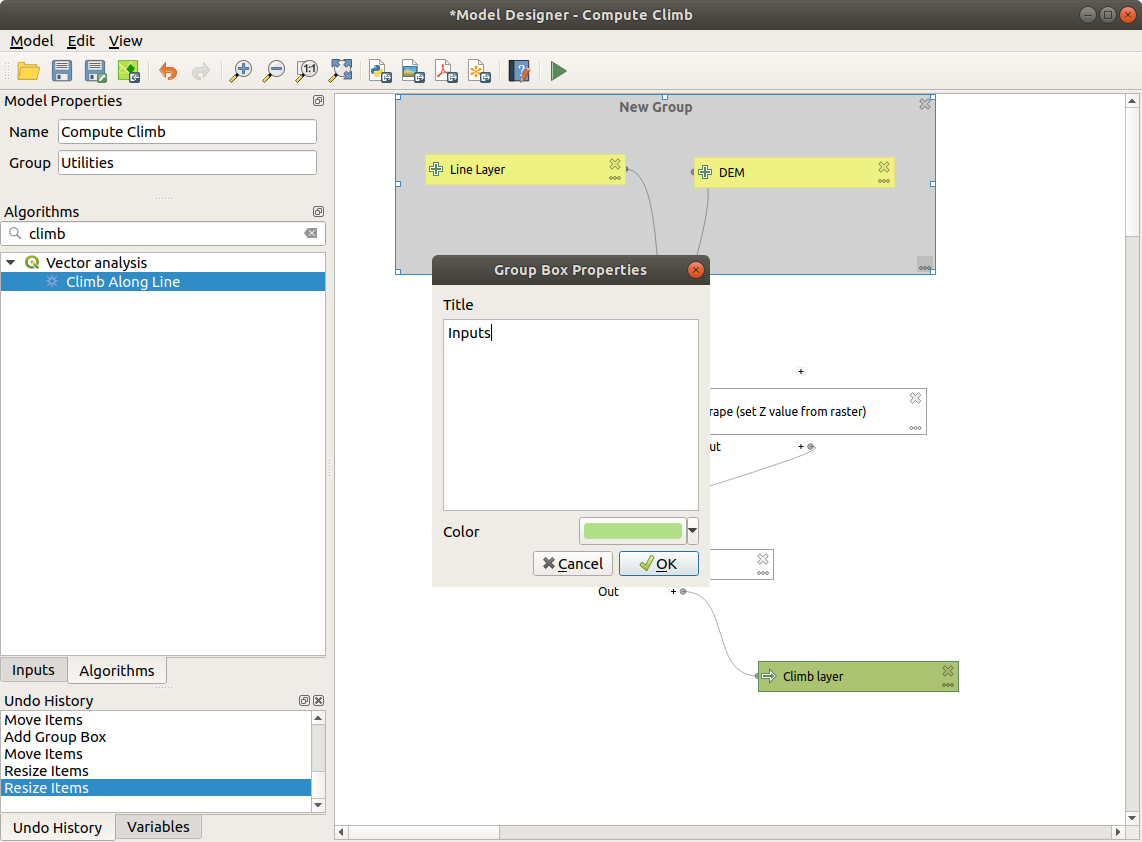 *Model Designer - Compute Climb
Model Edit View
1:1
Model Properties
Name Compute Climb
Group Utilities
Algorithms
climb
Vector analysis
Climb Along Line
Inputs Algorithms
Undo History
Move Items
Add Group Box
Move Items
Resize Items
Resize Items
Undo History Variables
New Group
Line Layer
DEM
Group Box Properties
Title
Inputs
Color
Cancel OK
rape (set Z value from raster)
ut
Out
Climb layer